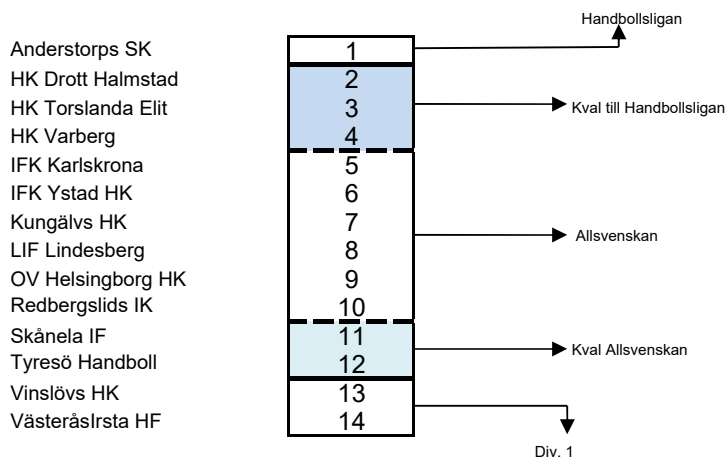 Handbollsligan
Anderstorps SK 1
HK Drott Halmstad 2
HK Torslanda Elit 3 Kval till Handbollsligan
HK Varberg 4
IFK Karlskrona 5
IFK Ystad HK 6
Kungälvs HK 7
Allsvenskan
LIF Lindesberg 8
OV Helsingborg HK 9
Redbergslids IK 10
Skånela IF 11
Kval Allsvenskan
Tyresö Handboll 12
Vinslövs HK 13
VästeråsIrsta HF 14
Div. 1